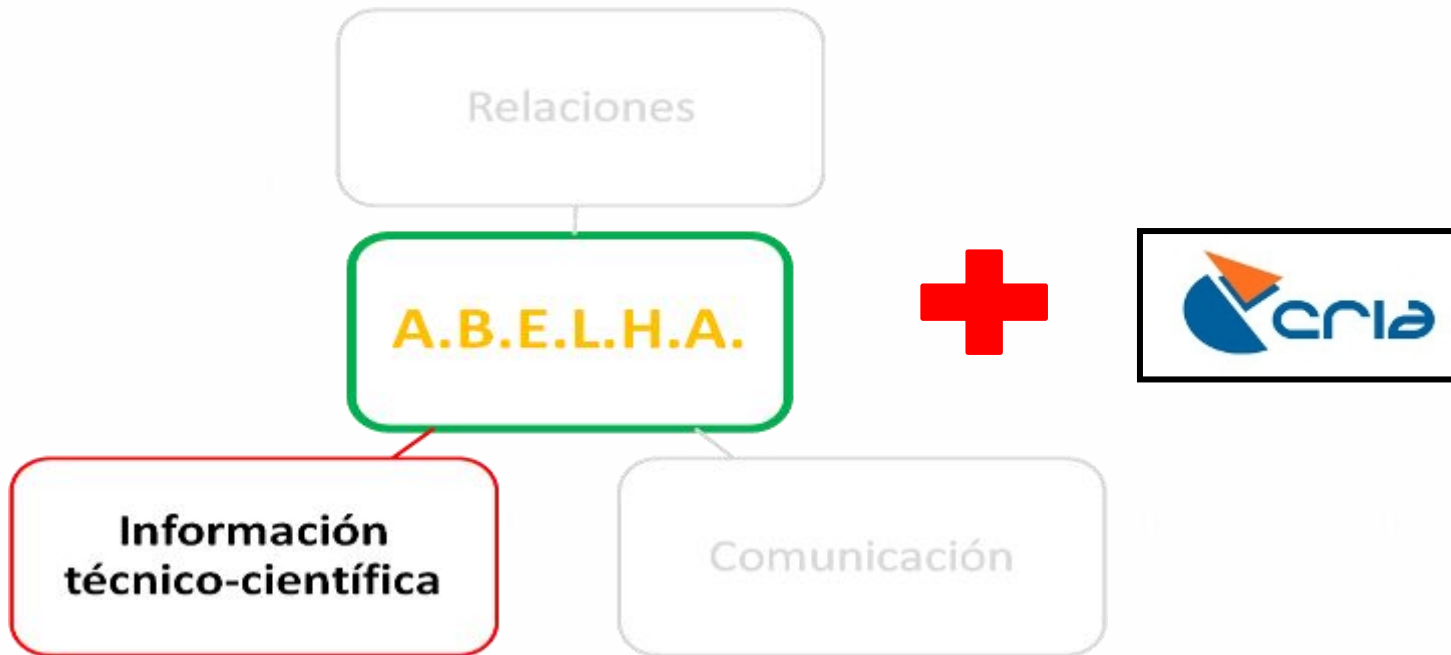 Relaciones
A.B.E.L.H.A.
cria
Información
técnico-científica
Comunicación